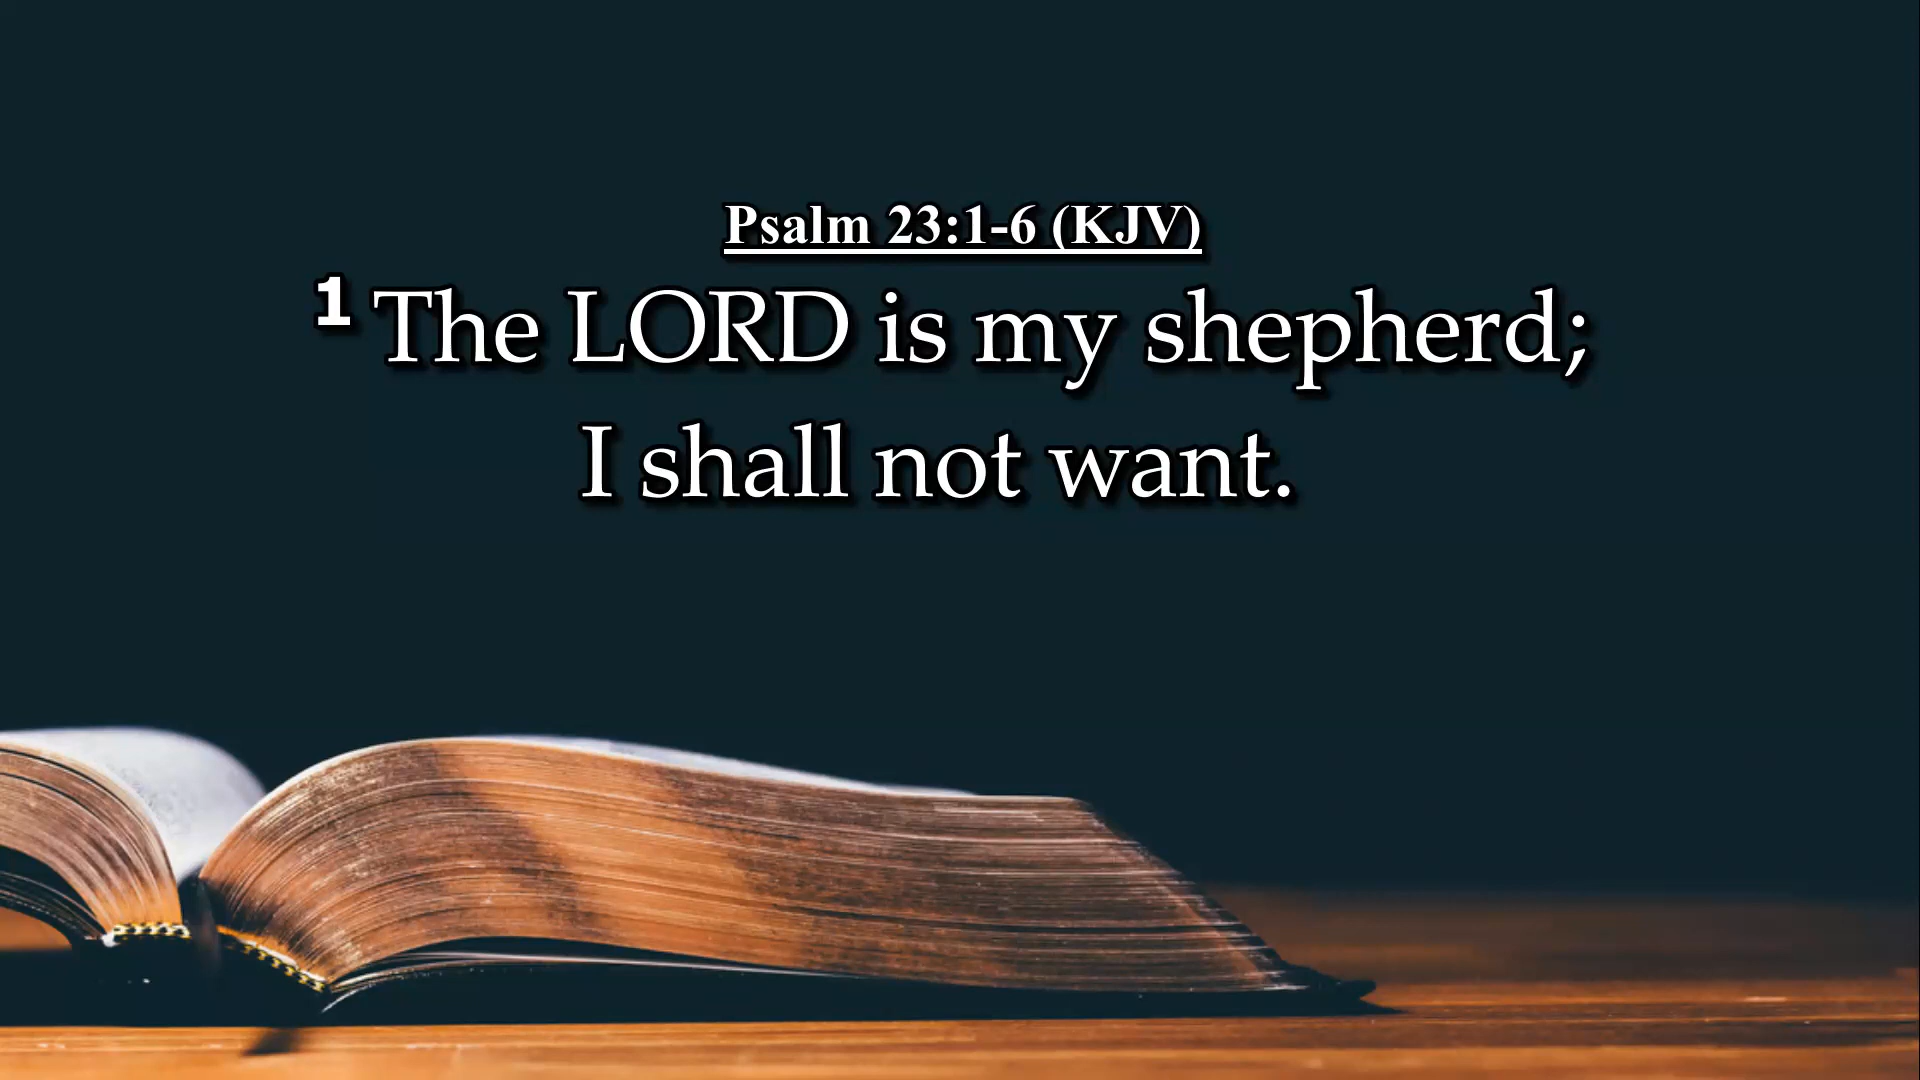 Psalm 23:1-6 (KJV)
1 The LORD is my shepherd;
I shall not want.